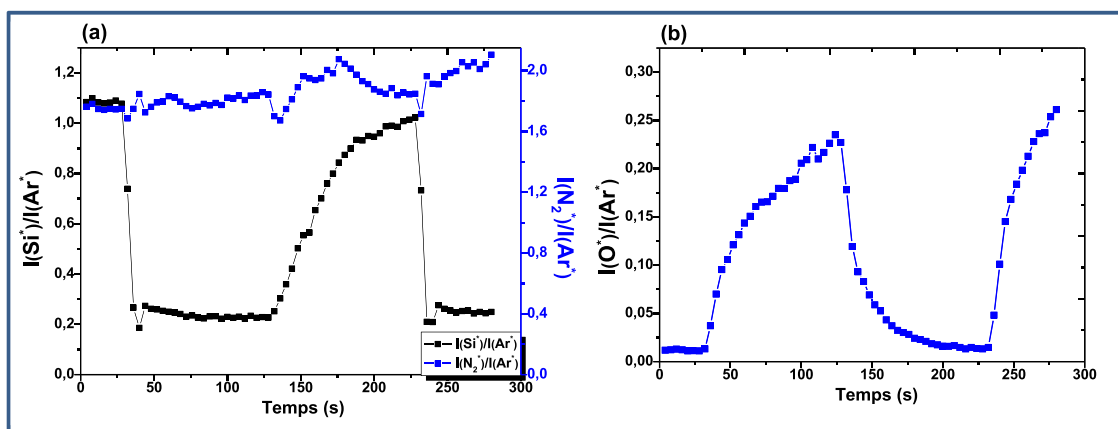 (a)
1,2
1,0
0,8
0,6
0,4
0,2
0,0
I(Si*)/I(Ar*)
2,0
1,6
1,2
0,8
0,4
0,0
I(N2*)/I(Ar*)
I(Si*)/I(Ar*)
I(N2*)/I(Ar*)
0 50 100 150 200 250 300
Temps (s)
(b)
0,30
0,25
0,20
0,15
0,10
0,05
0,00
I(O*)/I(Ar*)
0 50 100 150 200 250 300
Temps (s)